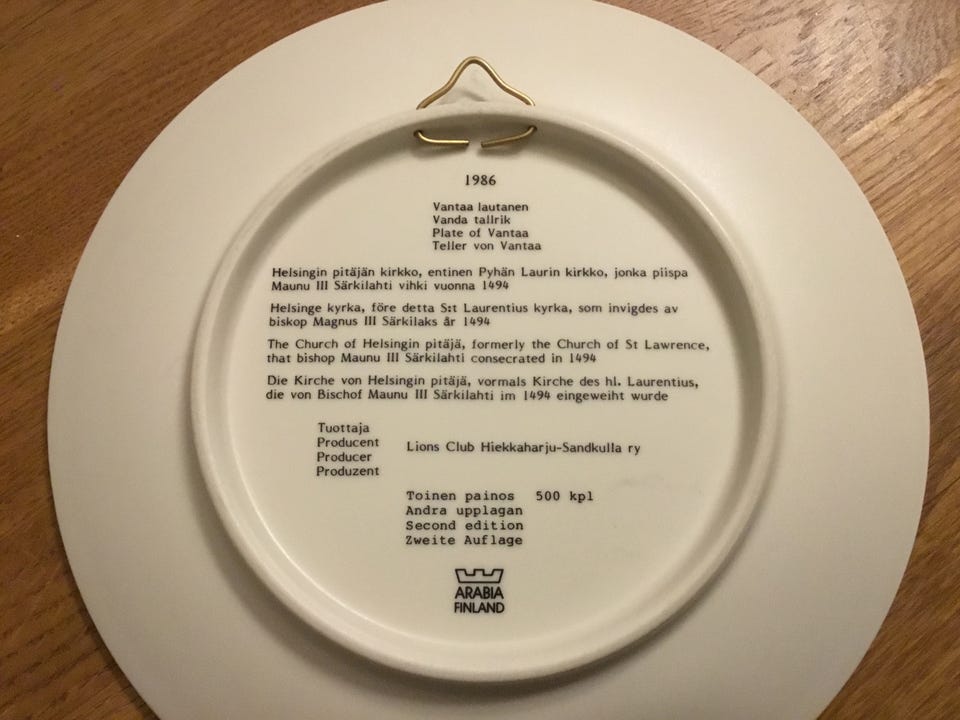 1986
Vantaa lautanen
Vanda tallrik
Plate of Vantaa
Teller von Vantaa
Helsingin pitäjän kirkko, entinen Pyhän Laurin kirkko, jonka piispa
Maunu III Särkilahti vihki vuonna 1494
Helsinge kyrka, före detta S:t Laurentius kyrka, som invigdes av
biskop Magnus III Särkilaks år 1494
The Church of Helsingin pitäjä, formerly the Church of St Lawrence,
that bishop Maunu III Särkilahti consecrated in 1494
Die Kirche von Helsingin pitäjä, vormals Kirche des hl. Laurentius,
die von Bischof Maunu III Särkilahti im 1494 eingeweiht wurde
Tuottaja
Producent
Producer
Produzent
Lions Club Hiekkaharju-Sandkulla ry
Toinen painos 500 kpl
Andra upplagan
Second edition
Zweite Auflage
ARABIA
FINLAND